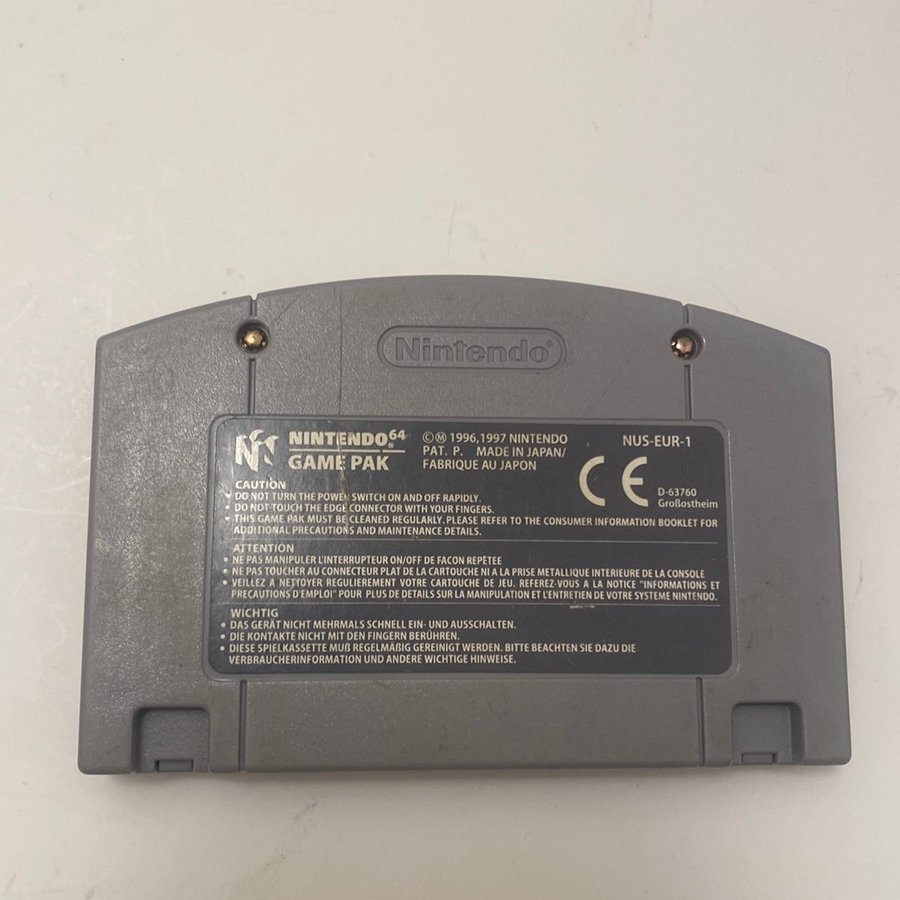 Nintendo®
NINTENDO 64
GAME PAK
©Ⓜ 1996,1997 NINTENDO
PAT. P. MADE IN JAPAN/
FABRIQUE AU JAPON
NUS-EUR-1
CE
D-63760
Großostheim
CAUTION
• DO NOT TURN THE POWER SWITCH ON AND OFF RAPIDLY.
• DO NOT TOUCH THE EDGE CONNECTOR WITH YOUR FINGERS.
• THIS GAME PAK MUST BE CLEANED REGULARLY. PLEASE REFER TO THE CONSUMER INFORMATION BOOKLET FOR
ADDITIONAL PRECAUTIONS AND MAINTENANCE DETAILS.
ATTENTION
• NE PAS MANIPULER L'INTERRUPTEUR ON/OFF DE FACON REPÉTEE
• NE PAS TOUCHER AU CONNECTEUR PLAT DE LA CARTOUCHE NI A LA PRISE METALLIQUE INTERIEURE DE LA CONSOLE
• VEILLEZ A NETTOYER REGULIEREMENT VOTRE CARTOUCHE DE JEU. REFEREZ-VOUS A LA NOTICE "INFORMATIONS ET
PRECAUTIONS D'EMPLOI" POUR PLUS DE DETAILS SUR LA MANIPULATION ET L'ENTRETIEN DE VOTRE SYSTEME NINTENDO.
WICHTIG
• DAS GERÄT NICHT MEHRMALS SCHNELL EIN- UND AUSSCHALTEN.
• DIE KONTAKTE NICHT MIT DEN FINGERN BERÜHREN.
• DIESE SPIELKASSETTE MUß REGELMÄßIG GEREINIGT WERDEN. BITTE BEACHTEN SIE DAZU DIE
VERBRAUCHERINFORMATION UND ANDERE WICHTIGE HINWEISE.